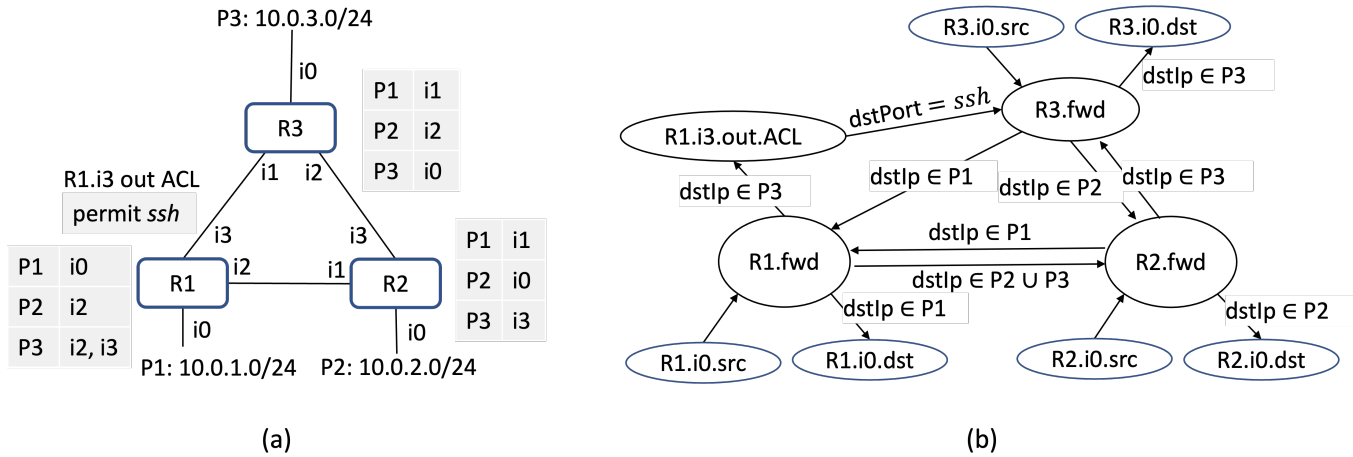 P3: 10.0.3.0/24
i0
R3
P1 i1
P2 i2
P3 i0
i1 i2
R1.i3 out ACL
permit ssh
i3 i3
P1 i0
P2 i2
P3 i2, i3
R1
i2 i1
R2
P1 i1
P2 i0
P3 i3
i0 i0
P1: 10.0.1.0/24 P2: 10.0.2.0/24
(a)
R3.i0.src R3.i0.dst
dstIp ∈ P3
R3.fwd
dstPort = ssh
R1.i3.out.ACL
dstIp ∈ P3
dstIp ∈ P1
dstIp ∈ P2
dstIp ∈ P3
dstIp ∈ P1
R1.fwd R2.fwd
dstIp ∈ P2 ∪ P3
dstIp ∈ P1
dstIp ∈ P2
R1.i0.src R1.i0.dst R2.i0.src R2.i0.dst
(b)